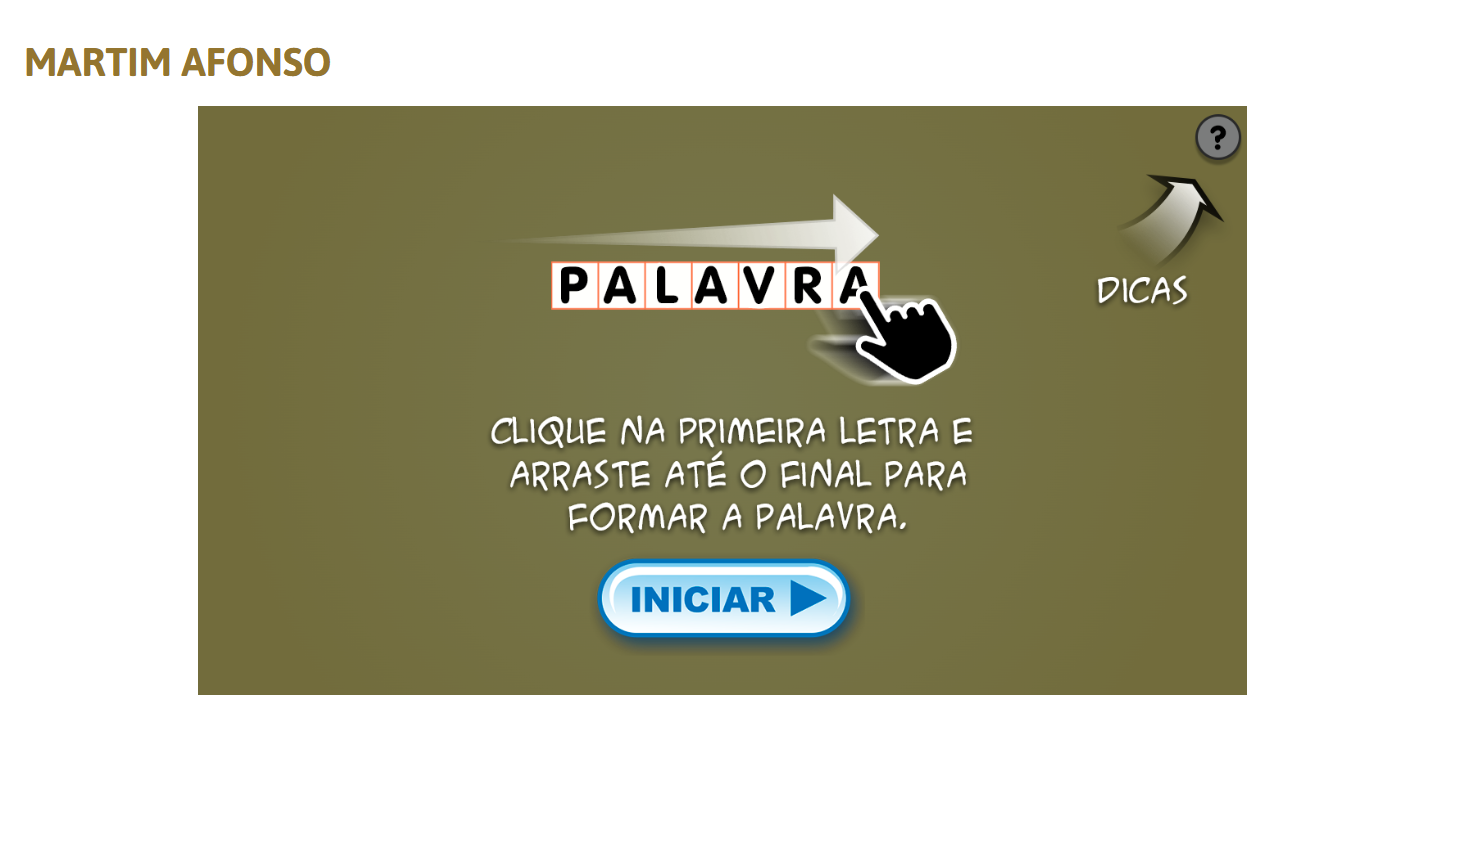 MARTIM AFONSO
?
PALAVRA
DICAS
CLIQUE NA PRIMEIRA LETRA E
ARRASTE ATÉ O FINAL PARA
FORMAR A PALAVRA.
INICIAR